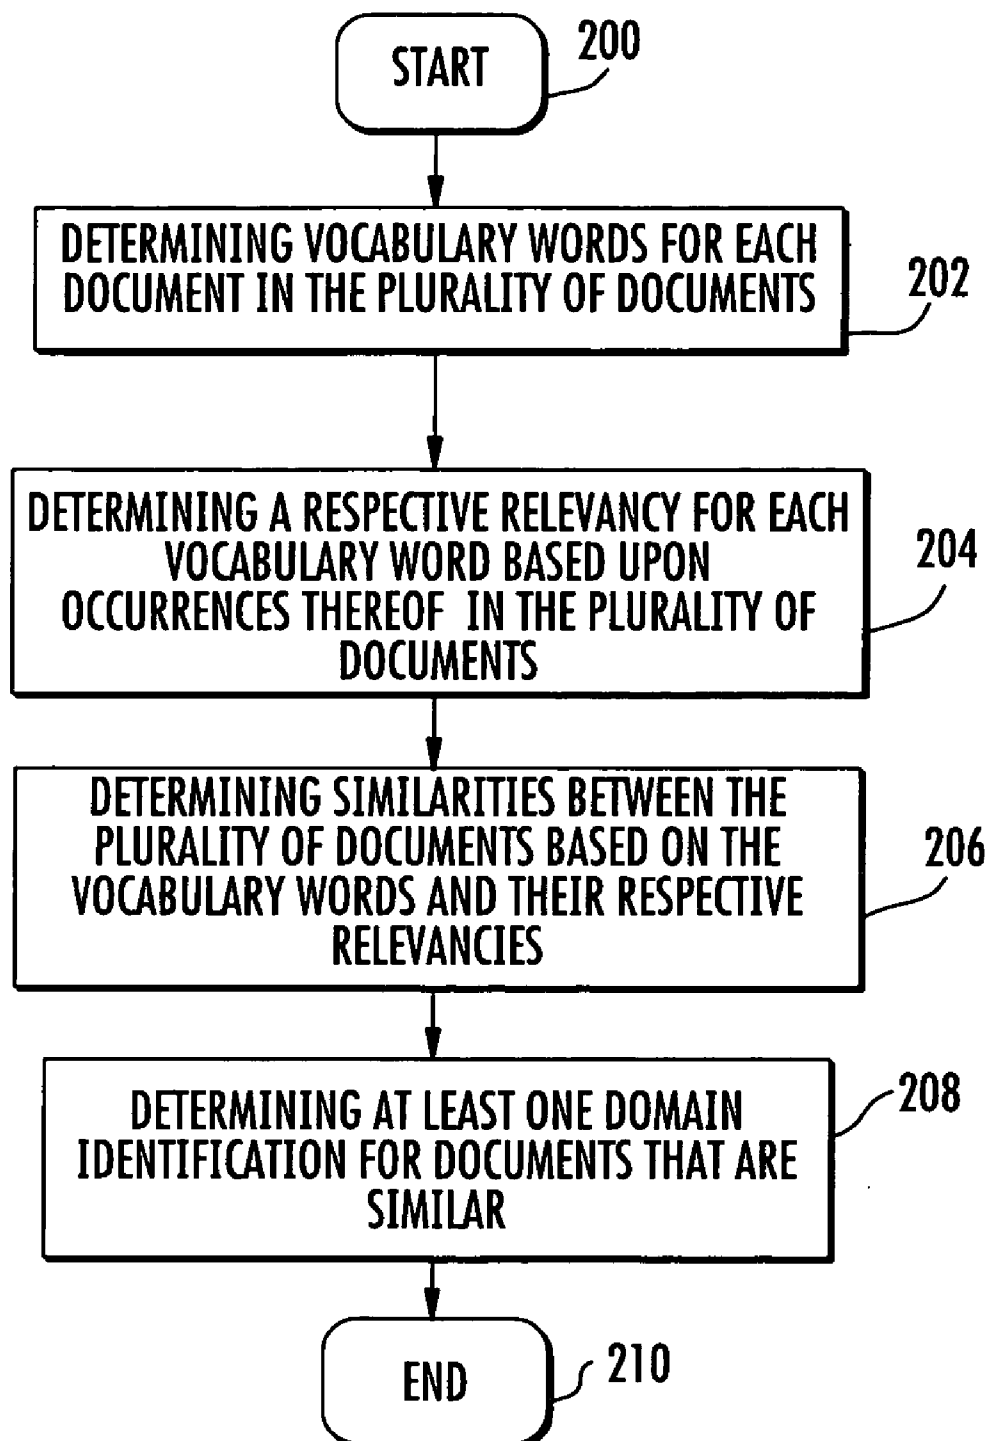 START
200
DETERMINING VOCABULARY WORDS FOR EACH
DOCUMENT IN THE PLURALITY OF DOCUMENTS
202
DETERMINING A RESPECTIVE RELEVANCY FOR EACH
VOCABULARY WORD BASED UPON
OCCURRENCES THEREOF IN THE PLURALITY OF
DOCUMENTS
204
DETERMINING SIMILARITIES BETWEEN THE
PLURALITY OF DOCUMENTS BASED ON THE
VOCABULARY WORDS AND THEIR RESPECTIVE
RELEVANCIES
206
DETERMINING AT LEAST ONE DOMAIN
IDENTIFICATION FOR DOCUMENTS THAT ARE
SIMILAR
208
END
210